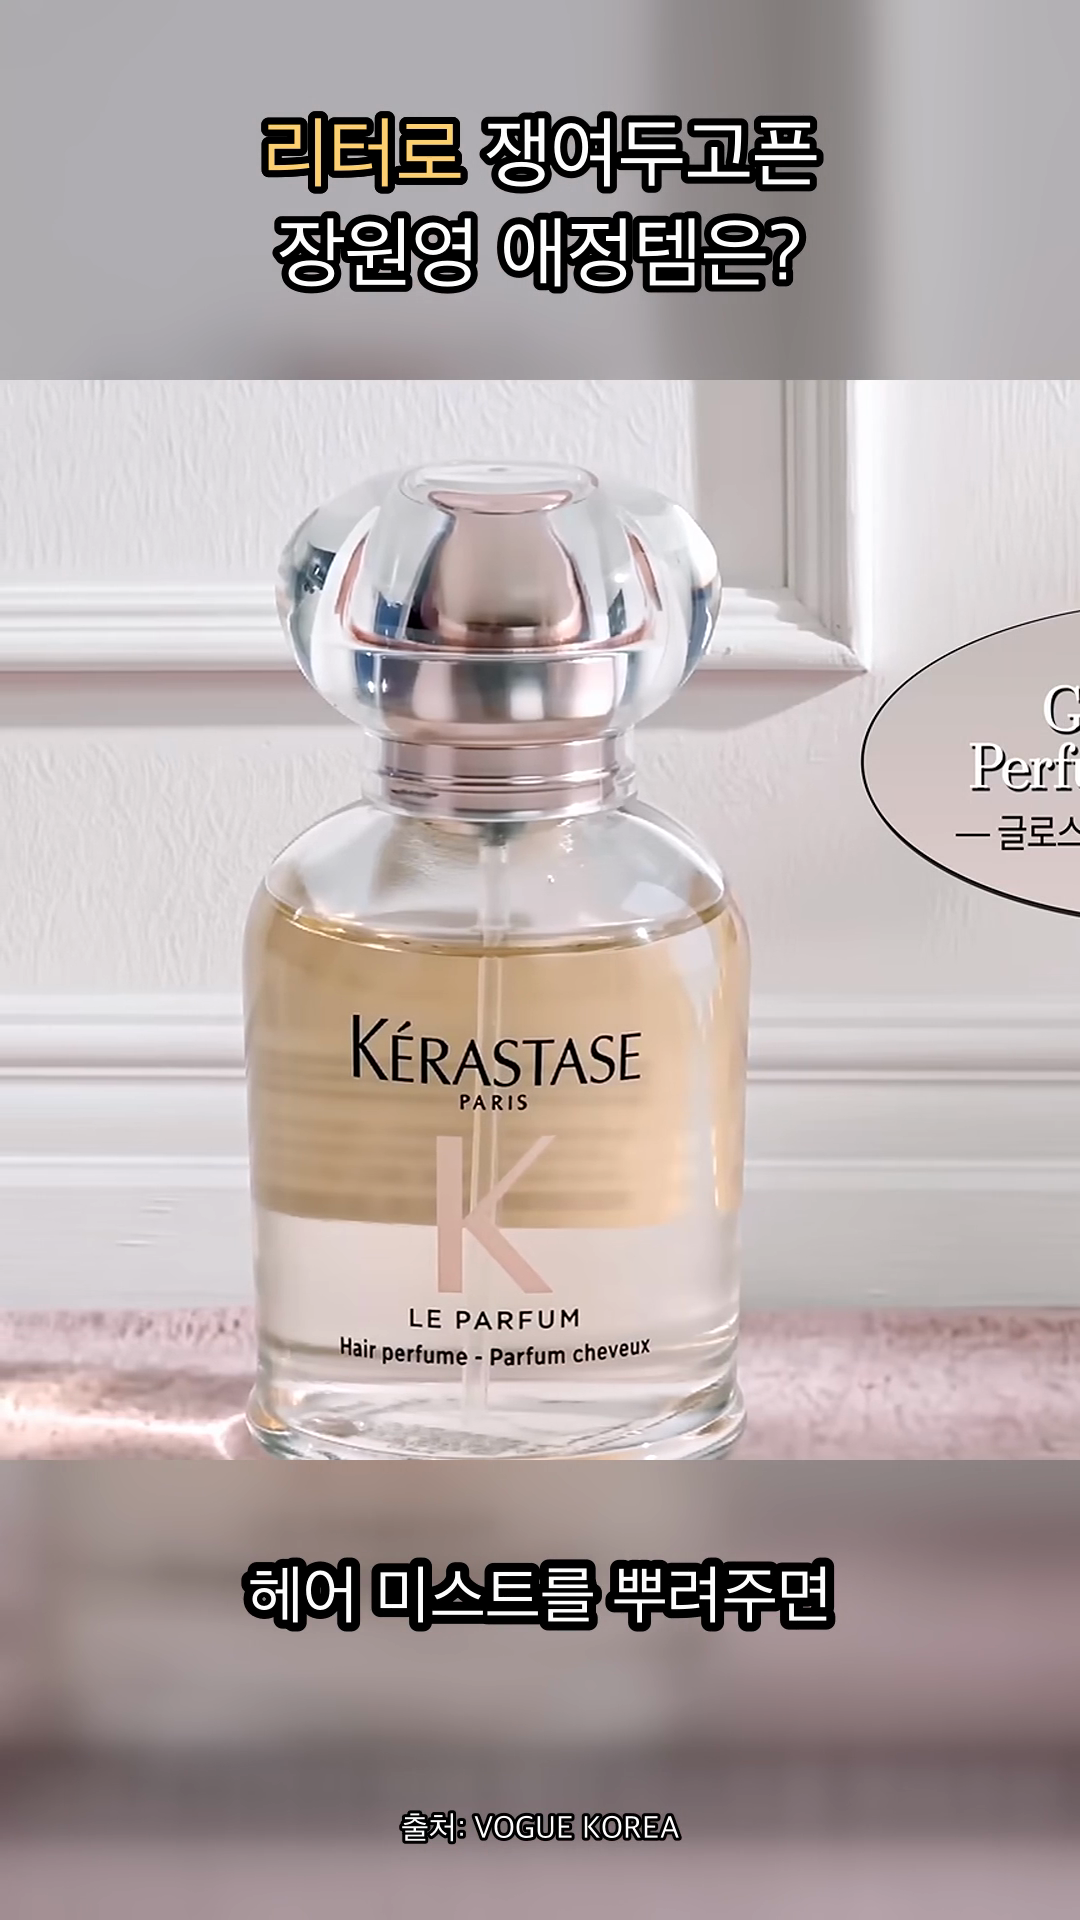 리터로 쟁여두고픈
장원영 애정템은?
— 글로스
KÉRASTASE
PARIS
K
LE PARFUM
Hair perfume - Parfum cheveux
헤어 미스트를 뿌려주면
출처: VOGUE KOREA